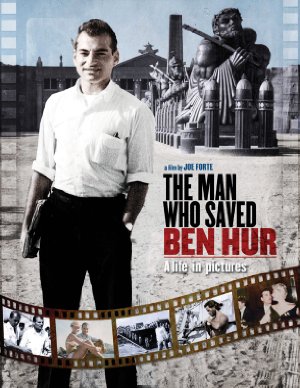 a film by JOE FORTE
THE MAN
WHO SAVED
BEN HUR
A life in pictures